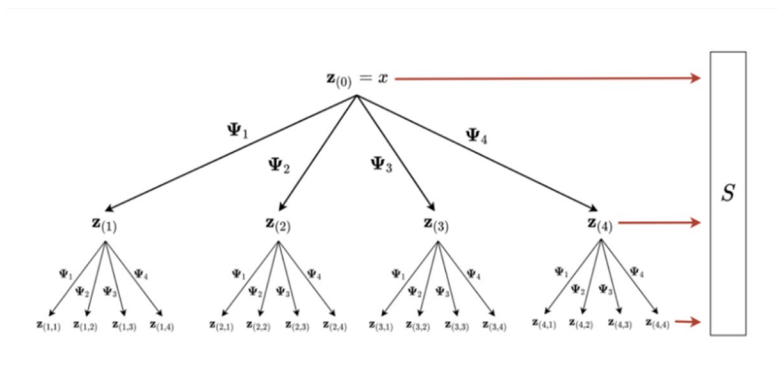 z₍₀₎ = x
Ψ₁ Ψ₂ Ψ₃ Ψ₄
S
z₍₁₎ z₍₂₎ z₍₃₎ z₍₄₎
Ψ₁ Ψ₂ Ψ₃ Ψ₄ Ψ₁ Ψ₂ Ψ₃ Ψ₄ Ψ₁ Ψ₂ Ψ₃ Ψ₄ Ψ₁ Ψ₂ Ψ₃ Ψ₄
z₍₁,₁₎ z₍₁,₂₎ z₍₁,₃₎ z₍₁,₄₎ z₍₂,₁₎ z₍₂,₂₎ z₍₂,₃₎ z₍₂,₄₎ z₍₃,₁₎ z₍₃,₂₎ z₍₃,₃₎ z₍₃,₄₎ z₍₄,₁₎ z₍₄,₂₎ z₍₄,₃₎ z₍₄,₄₎